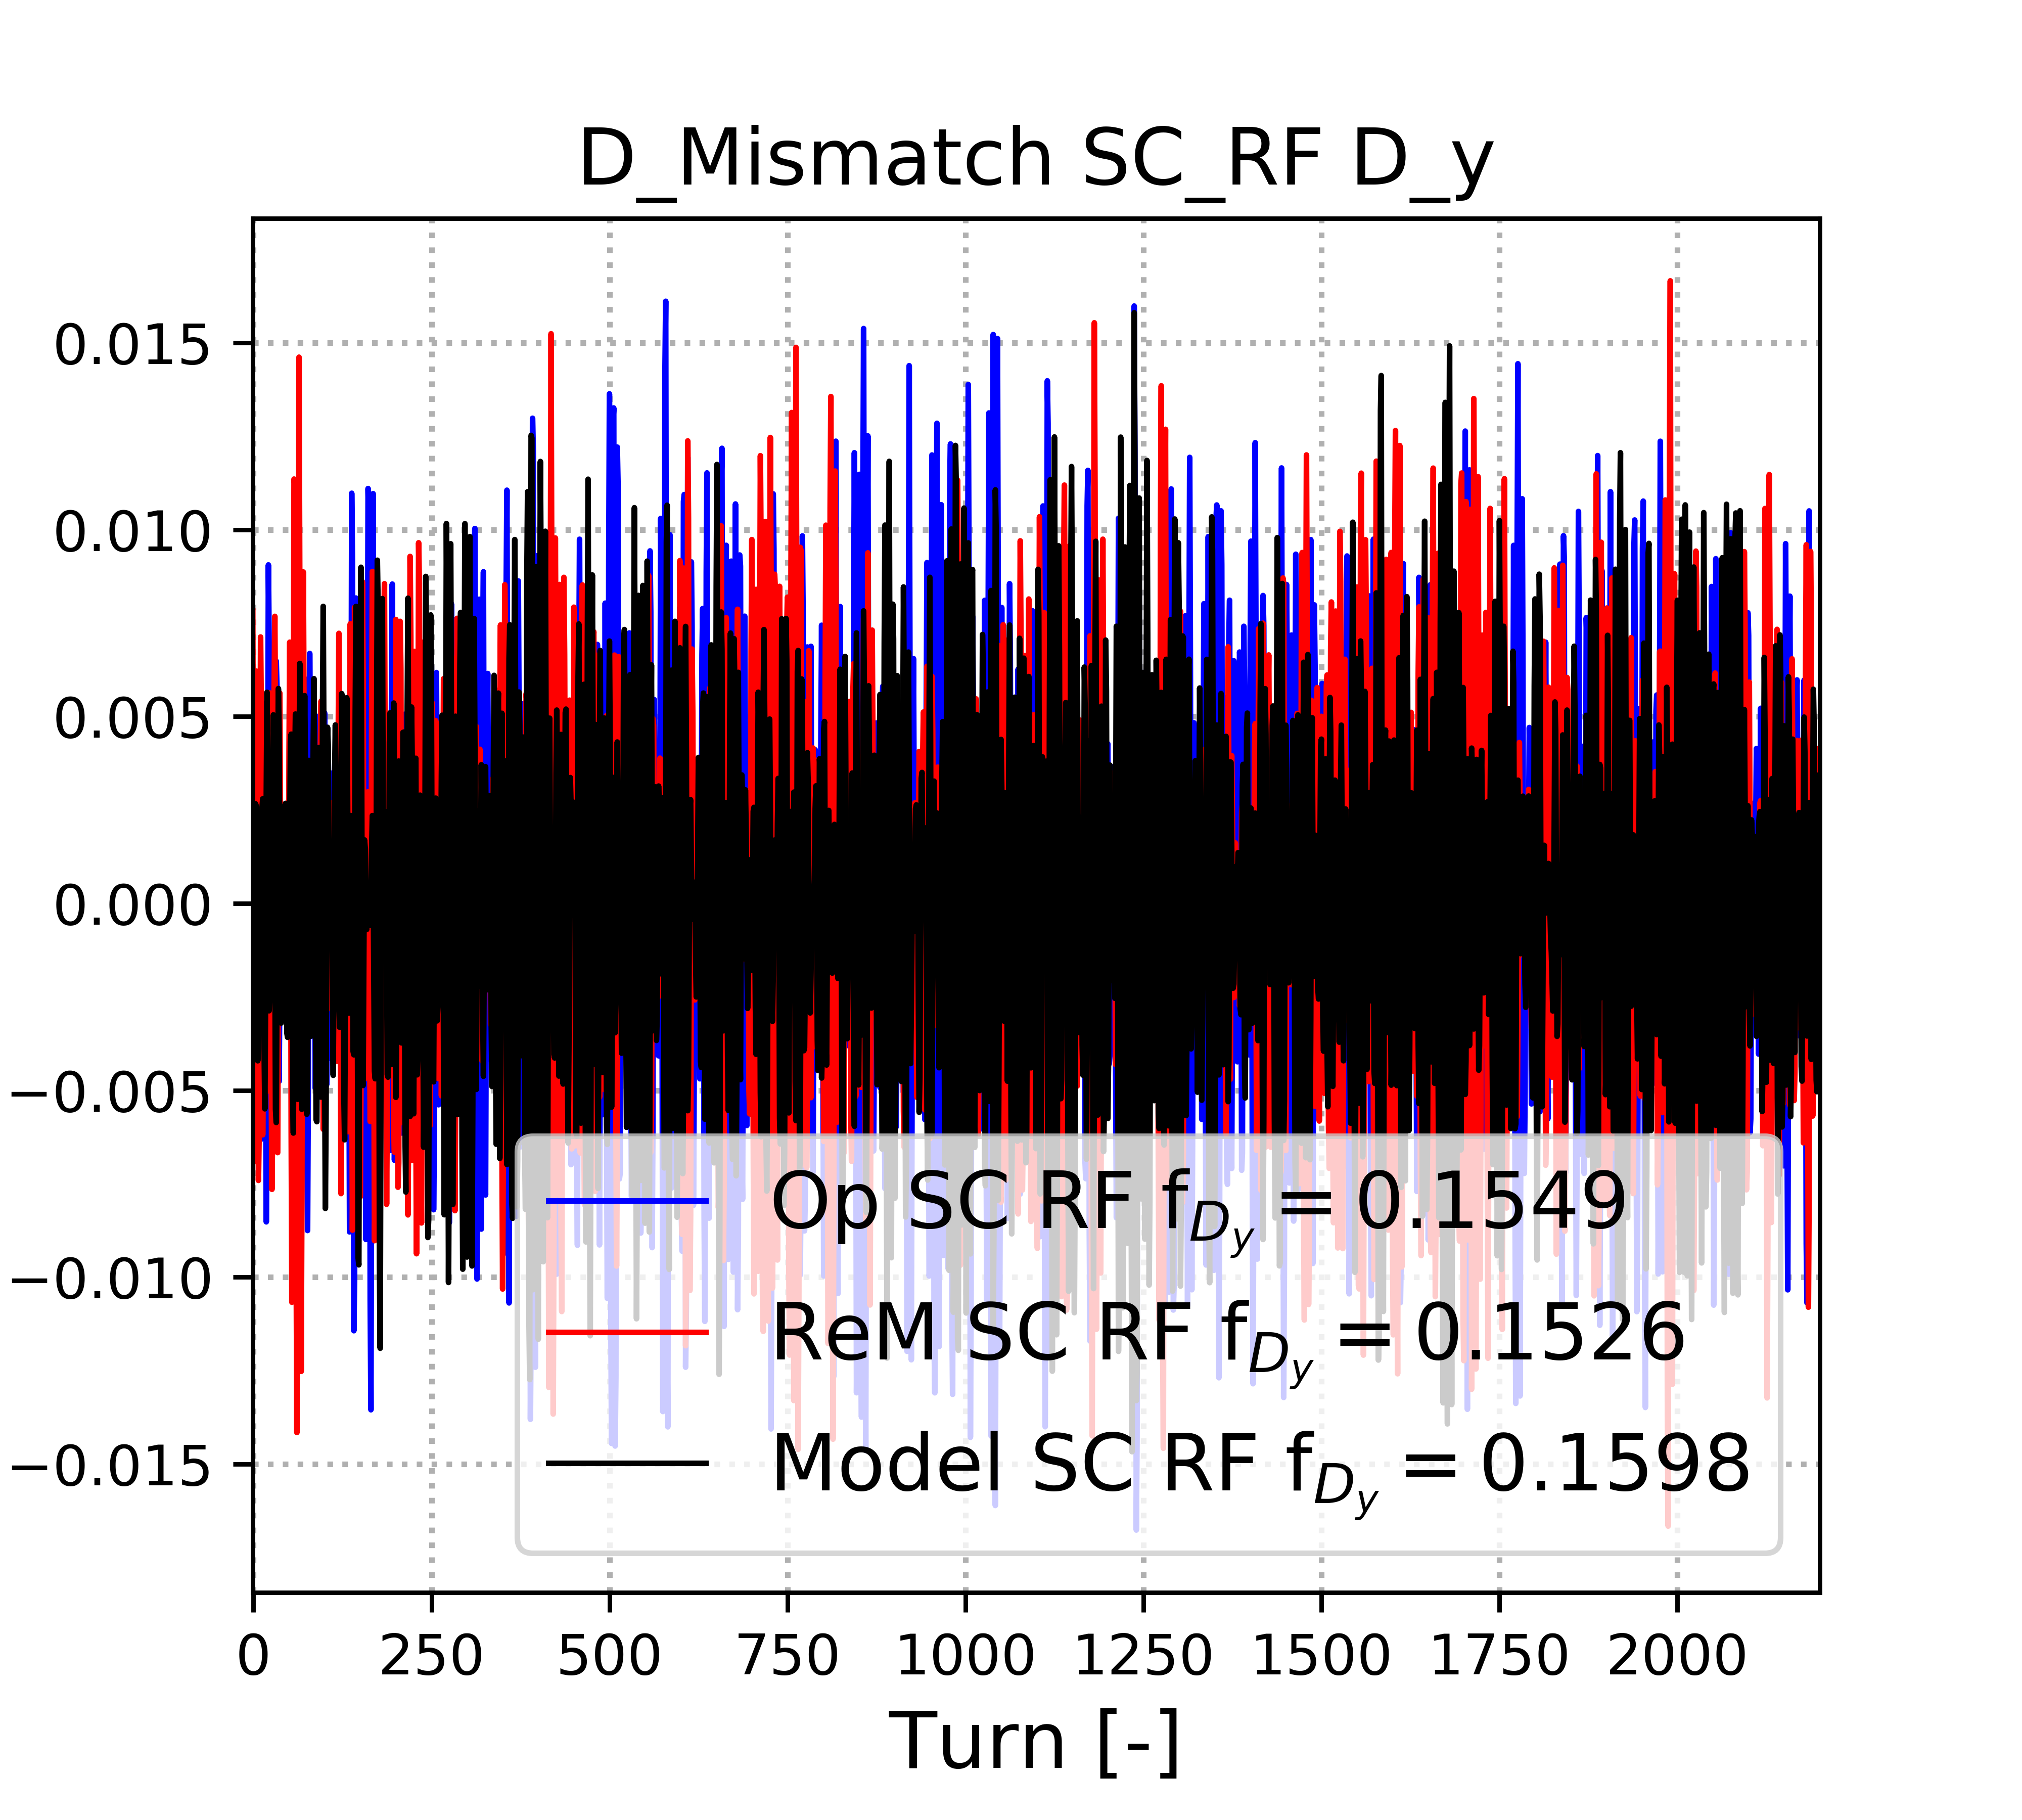 D_Mismatch SC_RF D_y
0.015
0.010
0.005
0.000
−0.005
−0.010
−0.015
Op SC RF f_{D_y} = 0.1549
ReM SC RF f_{D_y} = 0.1526
Model SC RF f_{D_y} = 0.1598
0 250 500 750 1000 1250 1500 1750 2000
Turn [-]